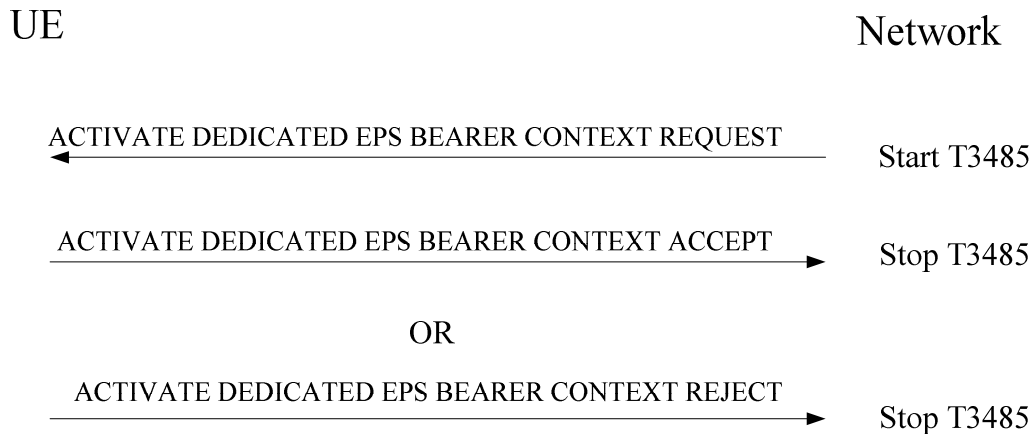 UE
Network
ACTIVATE DEDICATED EPS BEARER CONTEXT REQUEST
Start T3485
ACTIVATE DEDICATED EPS BEARER CONTEXT ACCEPT
Stop T3485
OR
ACTIVATE DEDICATED EPS BEARER CONTEXT REJECT
Stop T3485